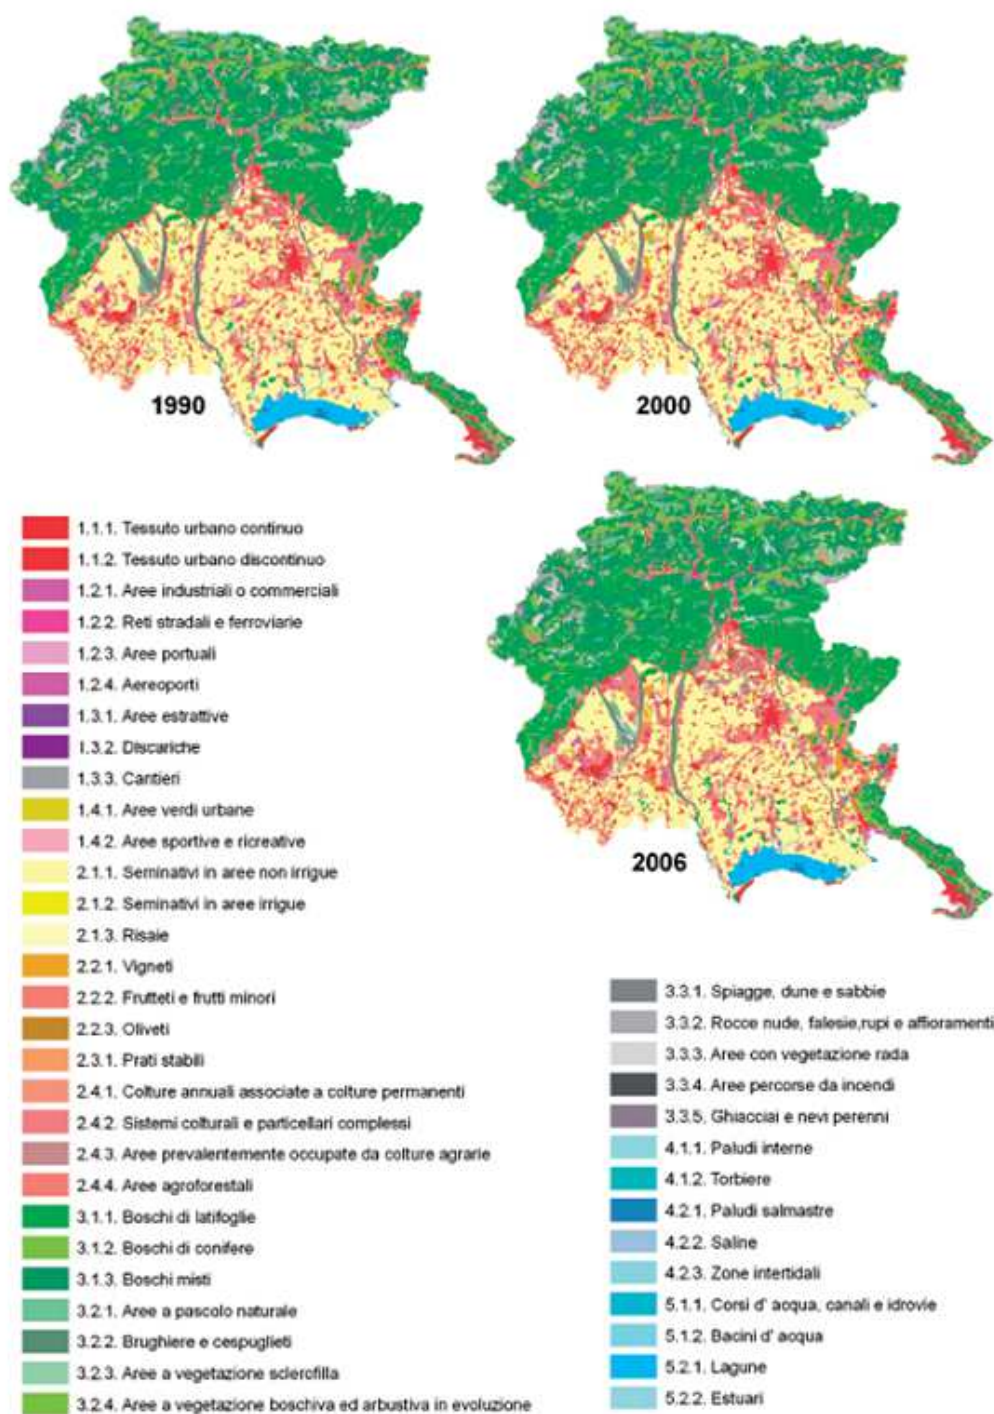 1990
2000
2006
1.1.1. Tessuto urbano continuo
1.1.2. Tessuto urbano discontinuo
1.2.1. Aree industriali o commerciali
1.2.2. Reti stradali e ferroviarie
1.2.3. Aree portuali
1.2.4. Aereoporti
1.3.1. Aree estrattive
1.3.2. Discariche
1.3.3. Cantieri
1.4.1. Aree verdi urbane
1.4.2. Aree sportive e ricreative
2.1.1. Seminativi in aree non irrigue
2.1.2. Seminativi in aree irrigue
2.1.3. Risaie
2.2.1. Vigneti
2.2.2. Frutteti e frutti minori
2.2.3. Oliveti
2.3.1. Prati stabili
2.4.1. Colture annuali associate a colture permanenti
2.4.2. Sistemi colturali e particellari complessi
2.4.3. Aree prevalentemente occupate da colture agrarie
2.4.4. Aree agroforestali
3.1.1. Boschi di latifoglie
3.1.2. Boschi di conifere
3.1.3. Boschi misti
3.2.1. Aree a pascolo naturale
3.2.2. Brughiere e cespuglieti
3.2.3. Aree a vegetazione sclerofilla
3.2.4. Aree a vegetazione boschiva ed arbustiva in evoluzione
3.3.1. Spiagge, dune e sabbie
3.3.2. Rocce nude, falesie,rupi e affioramenti
3.3.3. Aree con vegetazione rada
3.3.4. Aree percorse da incendi
3.3.5. Ghiacciai e nevi perenni
4.1.1. Paludi interne
4.1.2. Torbiere
4.2.1. Paludi salmastre
4.2.2. Saline
4.2.3. Zone intertidali
5.1.1. Corsi d' acqua, canali e idrovie
5.1.2. Bacini d' acqua
5.2.1. Lagune
5.2.2. Estuari